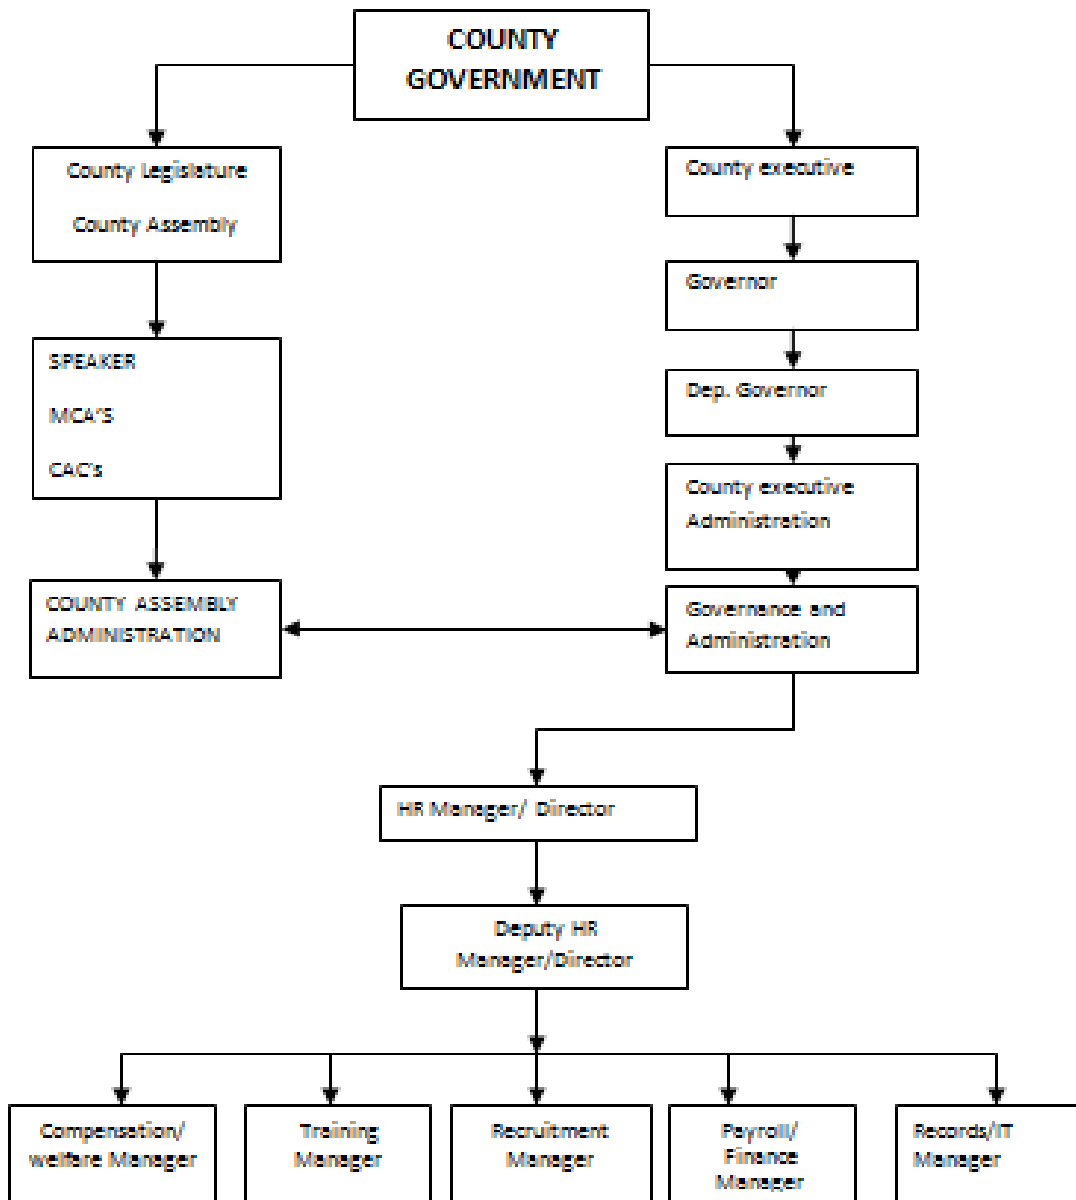 COUNTY
GOVERNMENT
County Legislature
County Assembly
County executive
Governor
SPEAKER
MCA'S
CAC's
Dep. Governor
County executive
Administration
COUNTY ASSEMBLY
ADMINISTRATION
Governance and
Administration
HR Manager/ Director
Deputy HR
Manager/Director
Compensation/
welfare Manager
Training
Manager
Recruitment
Manager
Payroll/
Finance
Manager
Records/IT
Manager